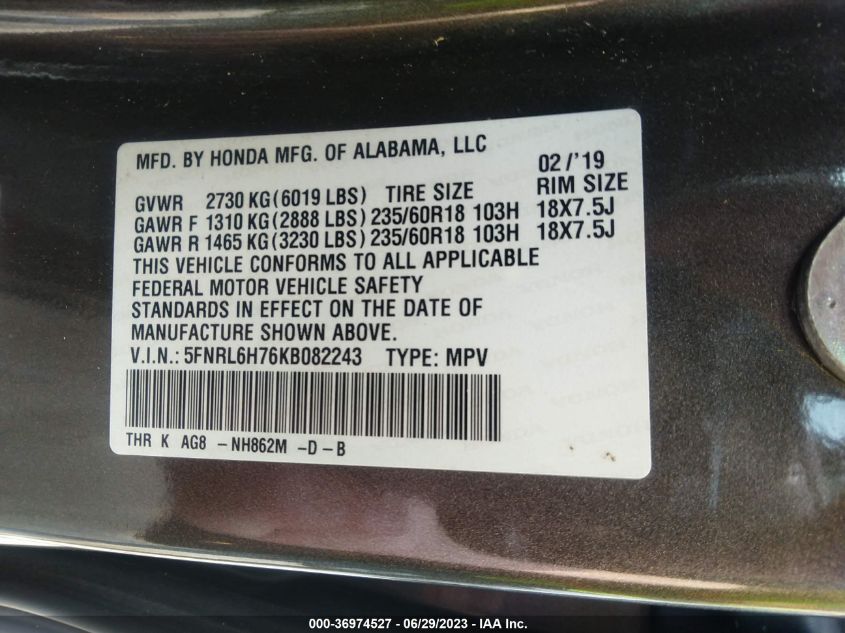 MFD. BY HONDA MFG. OF ALABAMA, LLC
02/'19
GVWR 2730 KG(6019 LBS) TIRE SIZE RIM SIZE
GAWR F 1310 KG(2888 LBS) 235/60R18 103H 18X7.5J
GAWR R 1465 KG(3230 LBS) 235/60R18 103H 18X7.5J
THIS VEHICLE CONFORMS TO ALL APPLICABLE
FEDERAL MOTOR VEHICLE SAFETY
STANDARDS IN EFFECT ON THE DATE OF
MANUFACTURE SHOWN ABOVE.
V.I.N.: 5FNRL6H76KB082243 TYPE: MPV
THR K AG8 -NH862M -D-B
000-36974527 - 06/29/2023 - IAA Inc.